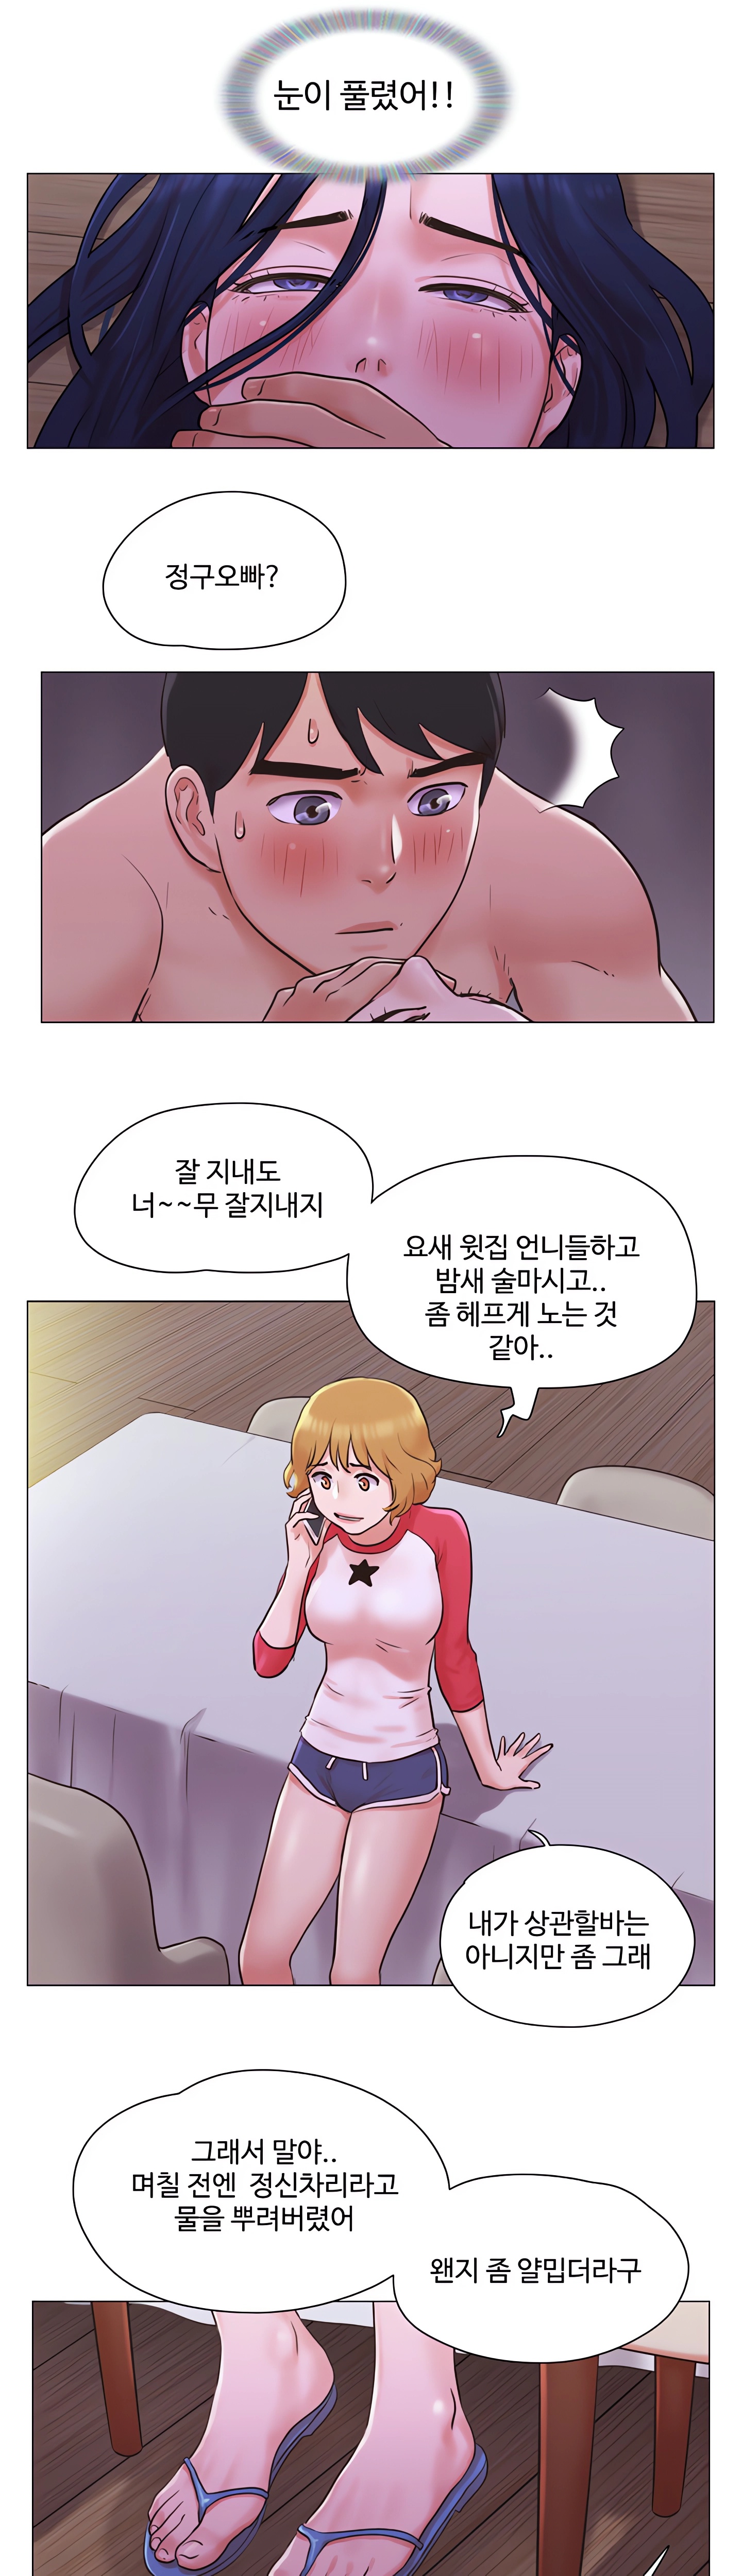 눈이 풀렸어!!
정구오빠?
잘 지내도
너~~무 잘지내지
요새 윗집 언니들하고
밤새 술마시고..
좀 헤프게 노는 것
같아..
내가 상관할바는
아니지만 좀 그래
그래서 말야..
며칠 전엔 정신차리라고
물을 뿌려버렸어
왠지 좀 얄밉더라구